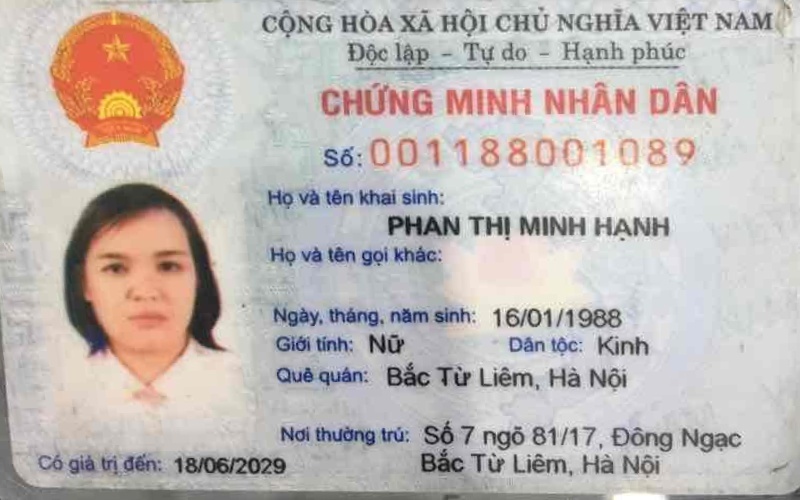 CỘNG HÒA XÃ HỘI CHỦ NGHĨA VIỆT NAM
Độc lập - Tự do - Hạnh phúc
CHỨNG MINH NHÂN DÂN
Số: 001188001089
Họ và tên khai sinh:
PHAN THỊ MINH HẠNH
Họ và tên gọi khác:
Ngày, tháng, năm sinh: 16/01/1988
Giới tính: Nữ Dân tộc: Kinh
Quê quán: Bắc Từ Liêm, Hà Nội
Nơi thường trú: Số 7 ngõ 81/17, Đông Ngạc
Bắc Từ Liêm, Hà Nội
Có giá trị đến: 18/06/2029